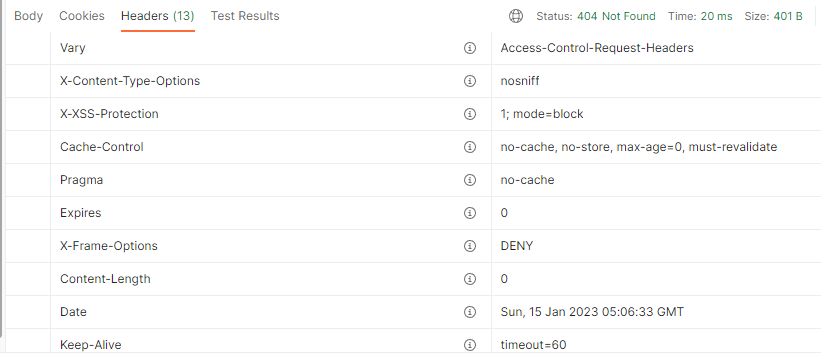 Body Cookies Headers (13) Test Results Status: 404 Not Found Time: 20 ms Size: 401 B
Vary Access-Control-Request-Headers
X-Content-Type-Options nosniff
X-XSS-Protection 1; mode=block
Cache-Control no-cache, no-store, max-age=0, must-revalidate
Pragma no-cache
Expires 0
X-Frame-Options DENY
Content-Length 0
Date Sun, 15 Jan 2023 05:06:33 GMT
Keep-Alive timeout=60